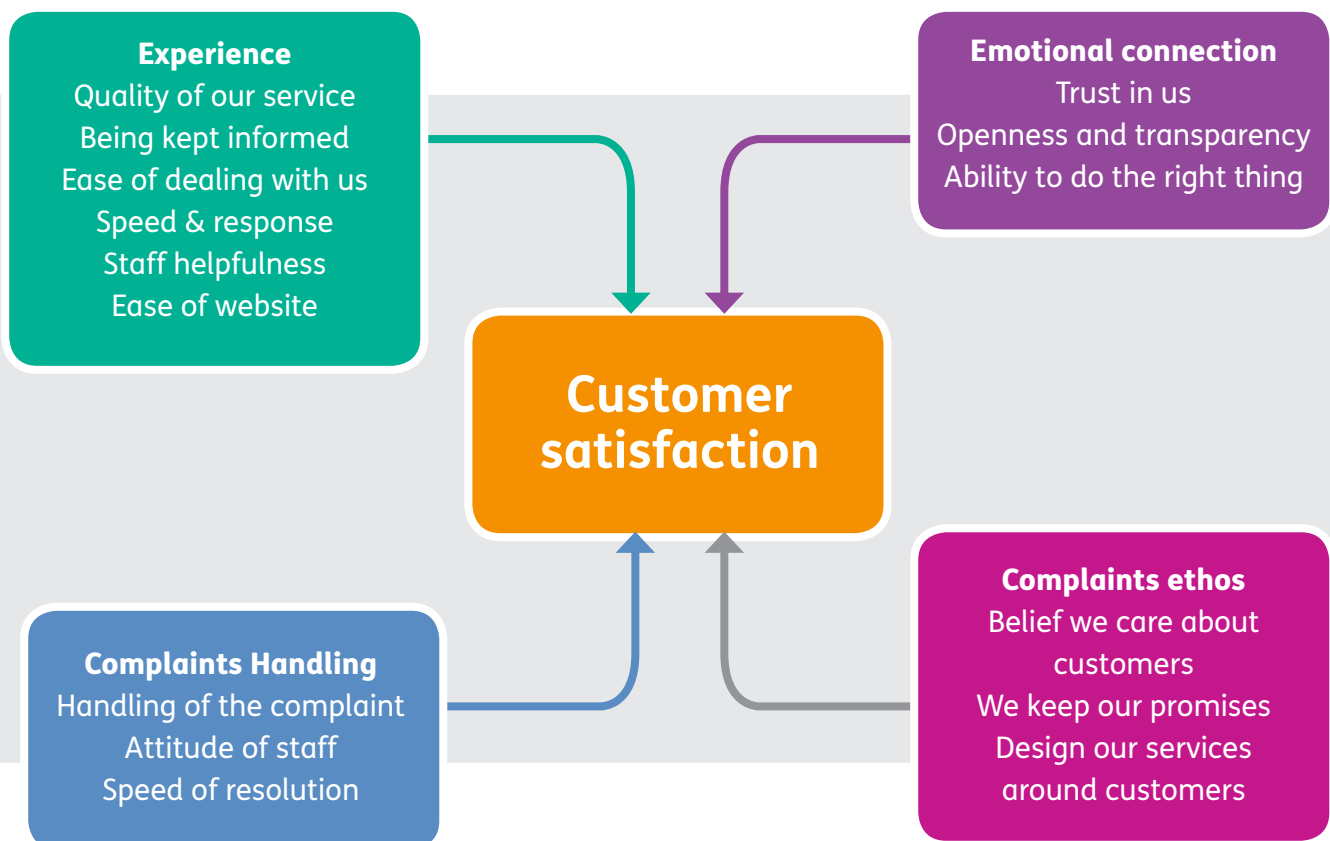 Experience
Quality of our service
Being kept informed
Ease of dealing with us
Speed & response
Staff helpfulness
Ease of website
Emotional connection
Trust in us
Openness and transparency
Ability to do the right thing
Customer
satisfaction
Complaints Handling
Handling of the complaint
Attitude of staff
Speed of resolution
Complaints ethos
Belief we care about
customers
We keep our promises
Design our services
around customers